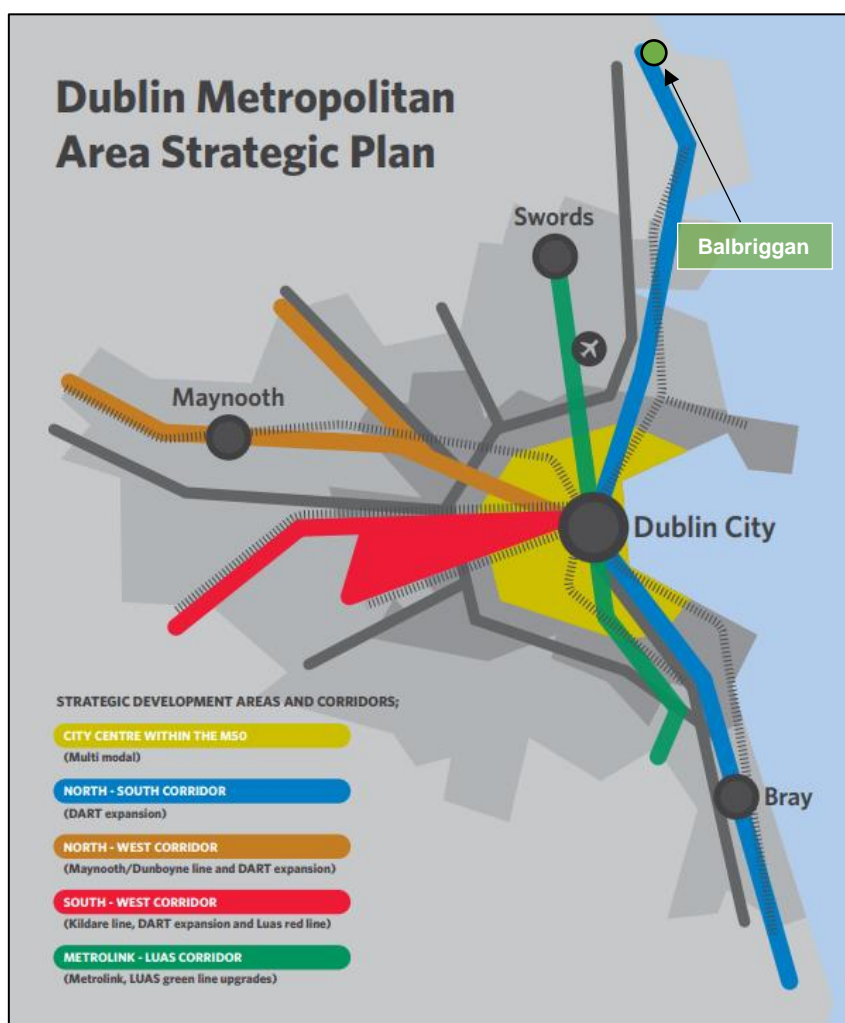 Dublin Metropolitan
Area Strategic Plan
Swords
Balbriggan
Maynooth
Dublin City
STRATEGIC DEVELOPMENT AREAS AND CORRIDORS;
CITY CENTRE WITHIN THE M50
(Multi modal)
NORTH - SOUTH CORRIDOR
(DART expansion)
Bray
NORTH - WEST CORRIDOR
(Maynooth/Dunboyne line and DART expansion)
SOUTH - WEST CORRIDOR
(Kildare line, DART expansion and Luas red line)
METROLINK - LUAS CORRIDOR
(Metrolink, LUAS green line upgrades)